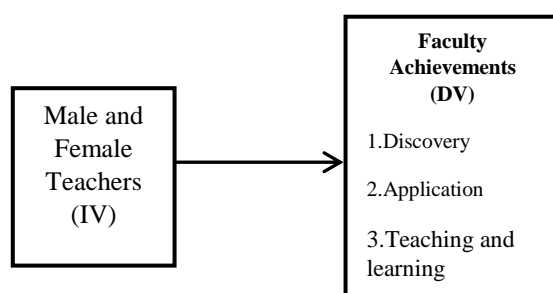 Male and
Female
Teachers
(IV)
Faculty
Achievements
(DV)
1.Discovery
2.Application
3.Teaching and
learning